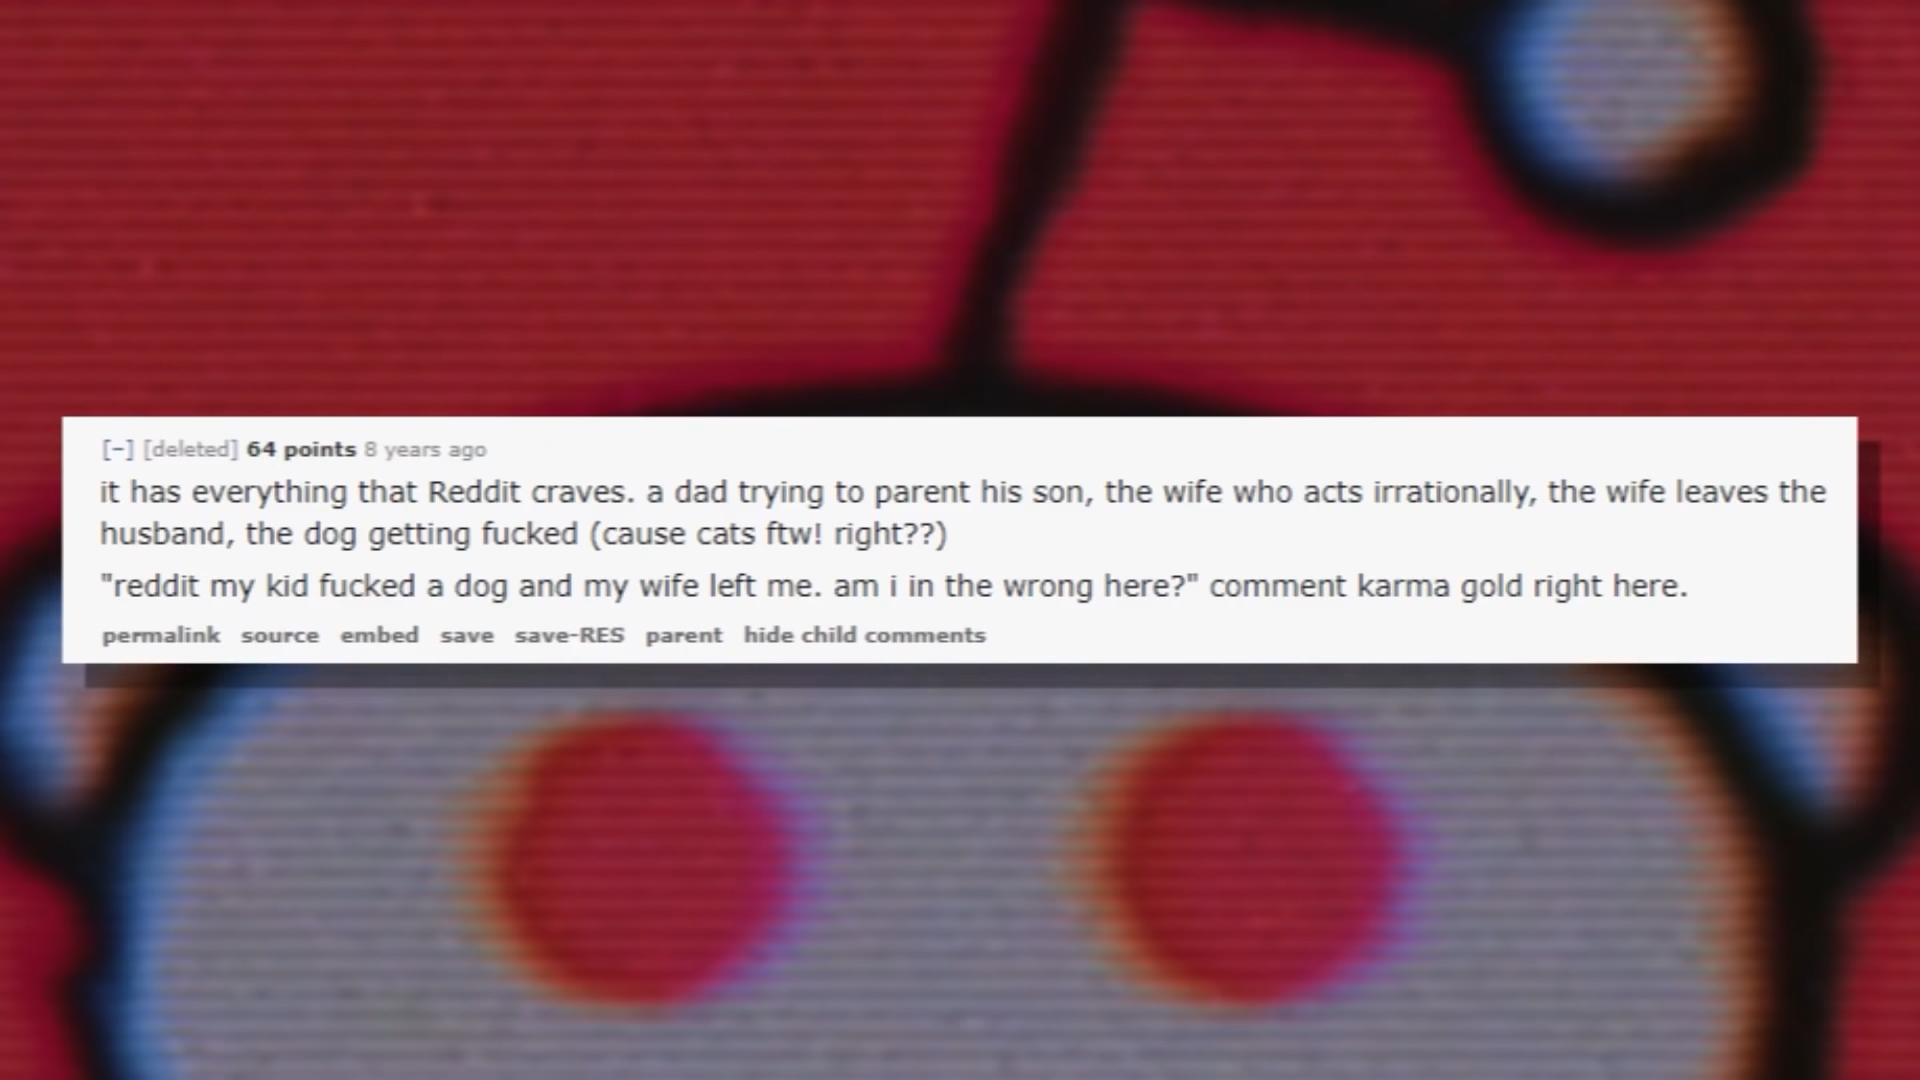 [-] [deleted] 64 points 8 years ago
it has everything that Reddit craves. a dad trying to parent his son, the wife who acts irrationally, the wife leaves the
husband, the dog getting fucked (cause cats ftw! right??)
"reddit my kid fucked a dog and my wife left me. am i in the wrong here?" comment karma gold right here.
permalink source embed save save-RES parent hide child comments